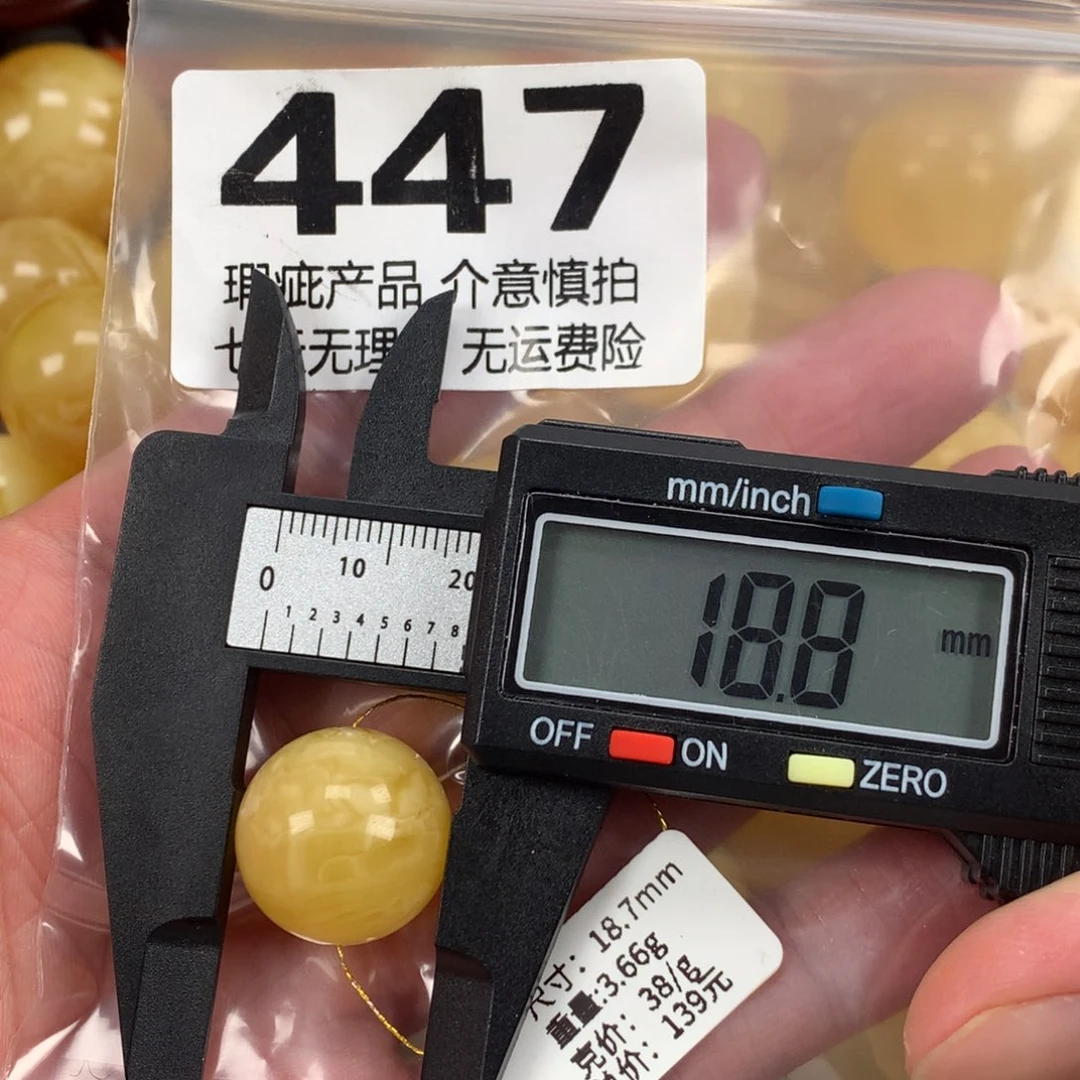 447
瑕疵产品 介意慎拍
无理 无运费险
mm/inch
0 10 20
1 2 3 4 5 6 7 8
18.8 mm
OFF ON ZERO
尺寸：18.7mm
重量:3.66g
克价：38/g
价：139元